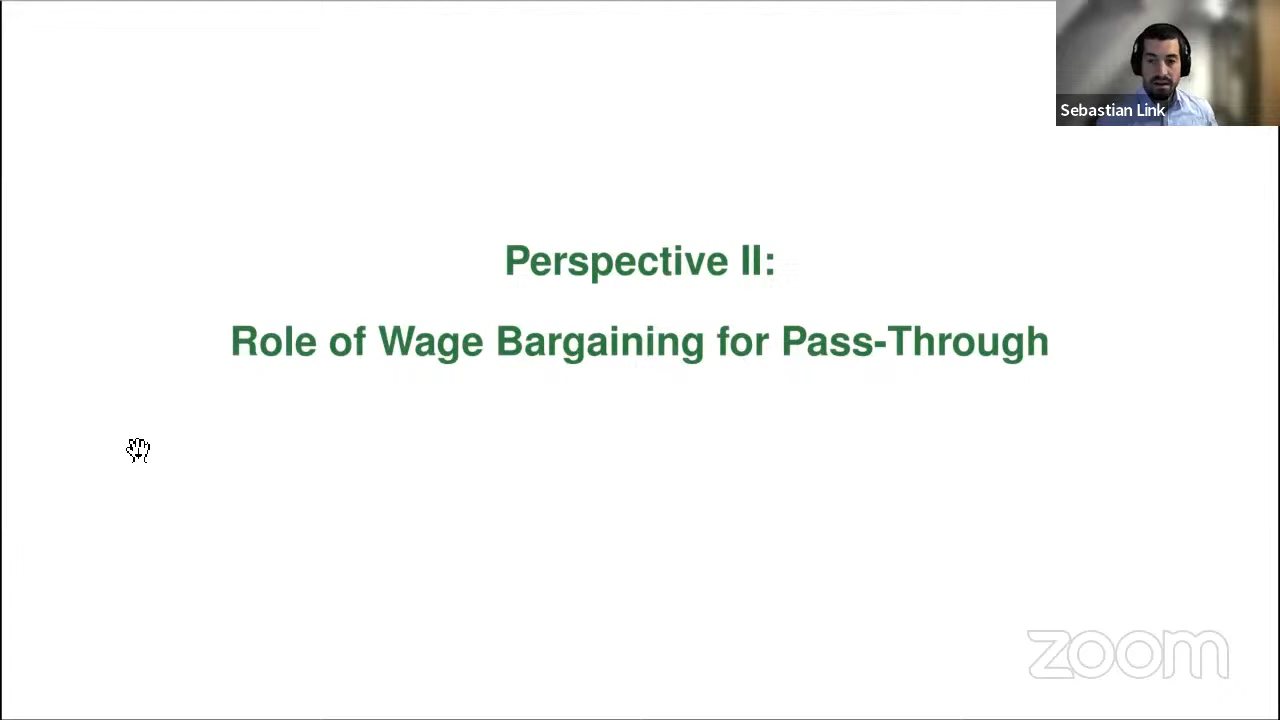 Sebastian Link
Perspective II:
Role of Wage Bargaining for Pass-Through
zoom